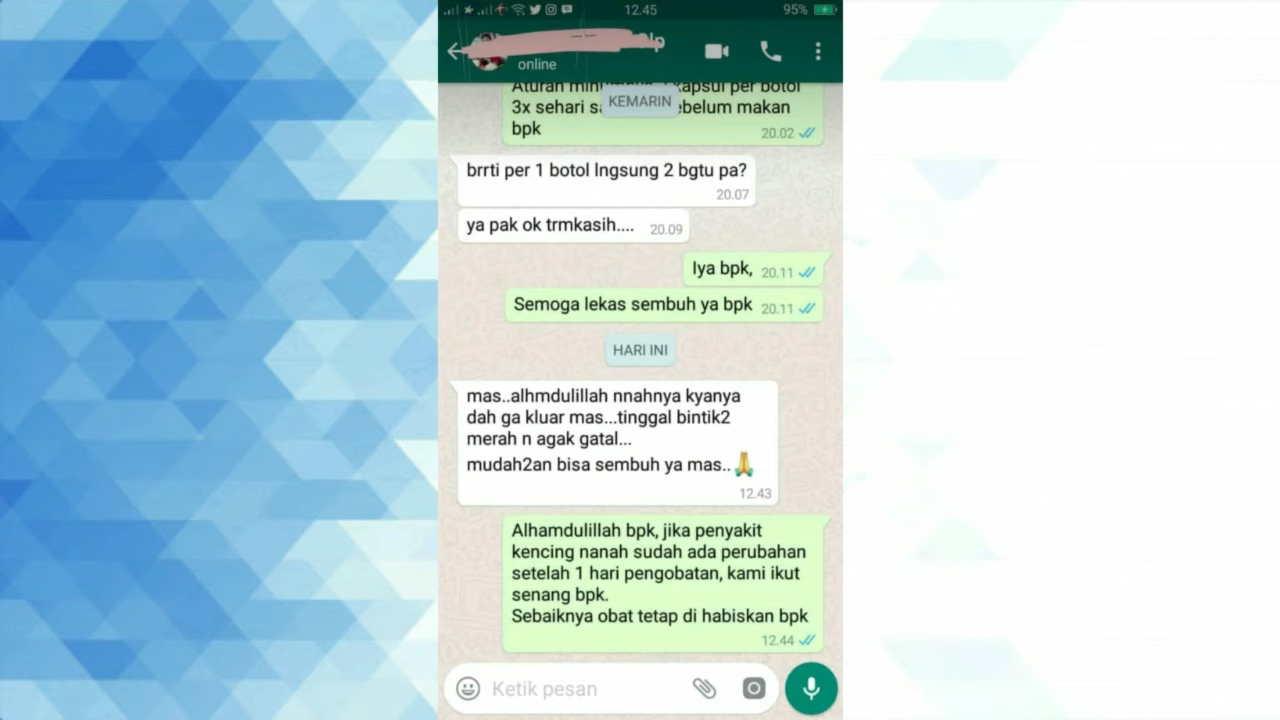 12.45
95%
online
kapsul per botol
KEMARIN
3x sehari sebelum makan
bpk
20.02
brrti per 1 botol lngsung 2 bgtu pa?
20.07
ya pak ok trmkasih....
20.09
Iya bpk,
20.11
Semoga lekas sembuh ya bpk
20.11
HARI INI
mas..alhmdulillah nnahnya kyanya
dah ga kluar mas...tinggal bintik2
merah n agak gatal...
mudah2an bisa sembuh ya mas..🙏
12.43
Alhamdulillah bpk, jika penyakit
kencing nanah sudah ada perubahan
setelah 1 hari pengobatan, kami ikut
senang bpk.
Sebaiknya obat tetap di habiskan bpk
12.44
Ketik pesan